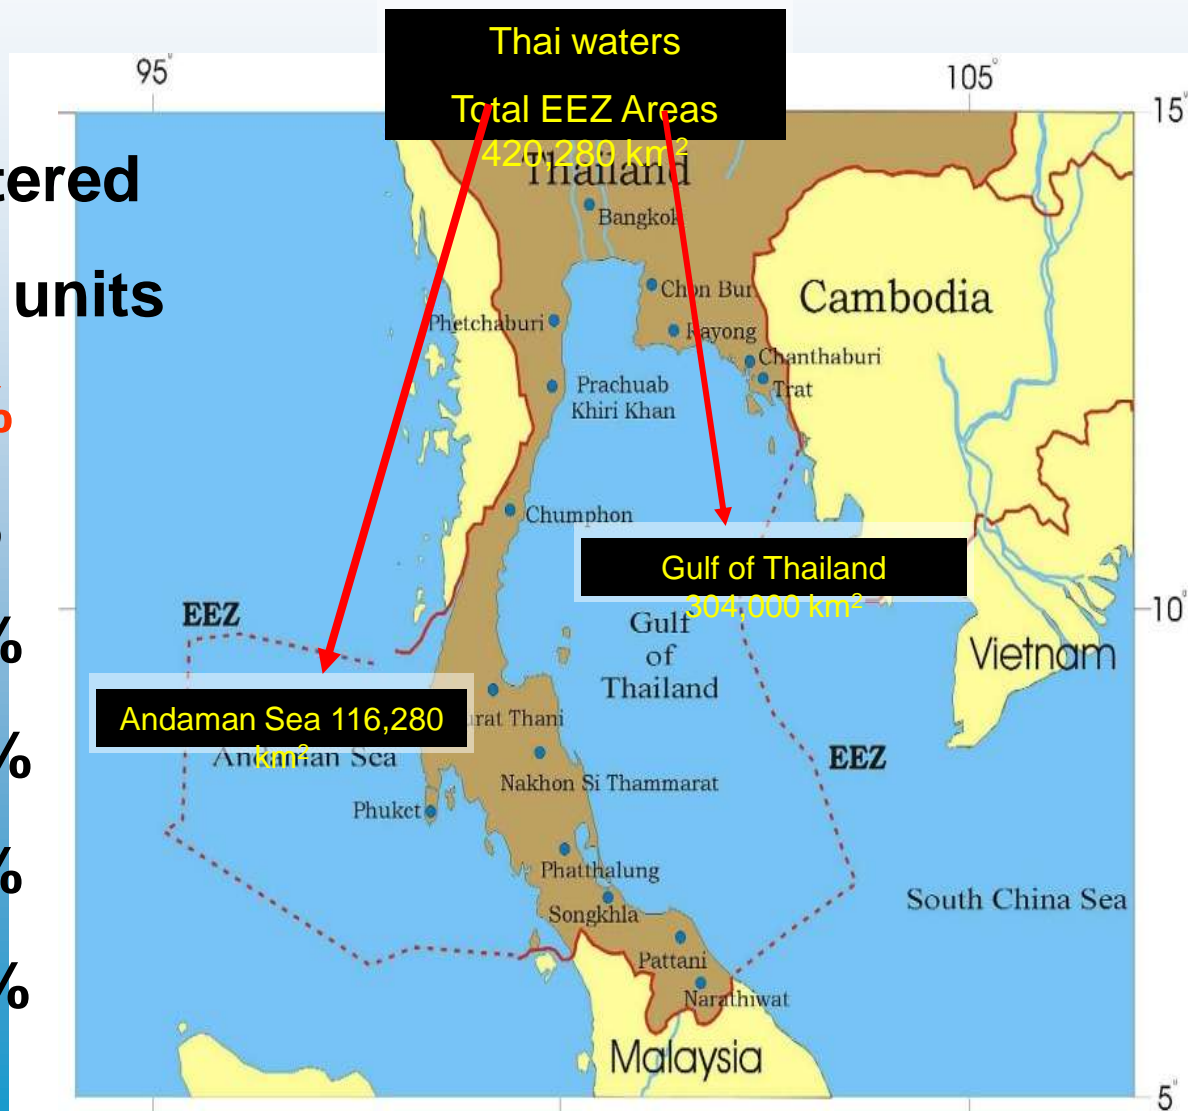 Thai waters
Total EEZ Areas
420,280 km²
95°
105°
15°
Thailand
Bangkok
units
Chon Bur
Cambodia
Phetchaburi
Rayong
Chanthaburi
Prachuab
Trat
Khiri Khan
%
Chumphon
Gulf of Thailand
304,000 km²
10°
EEZ
Gulf
of
Thailand
%
Vietnam
Andaman Sea 116,280
km²
urat Thani
Andaman Sea
EEZ
%
Nakhon Si Thammarat
Phuket
Phatthalung
%
South China Sea
Songkhla
Pattani
%
Narathiwat
Malaysia
5°